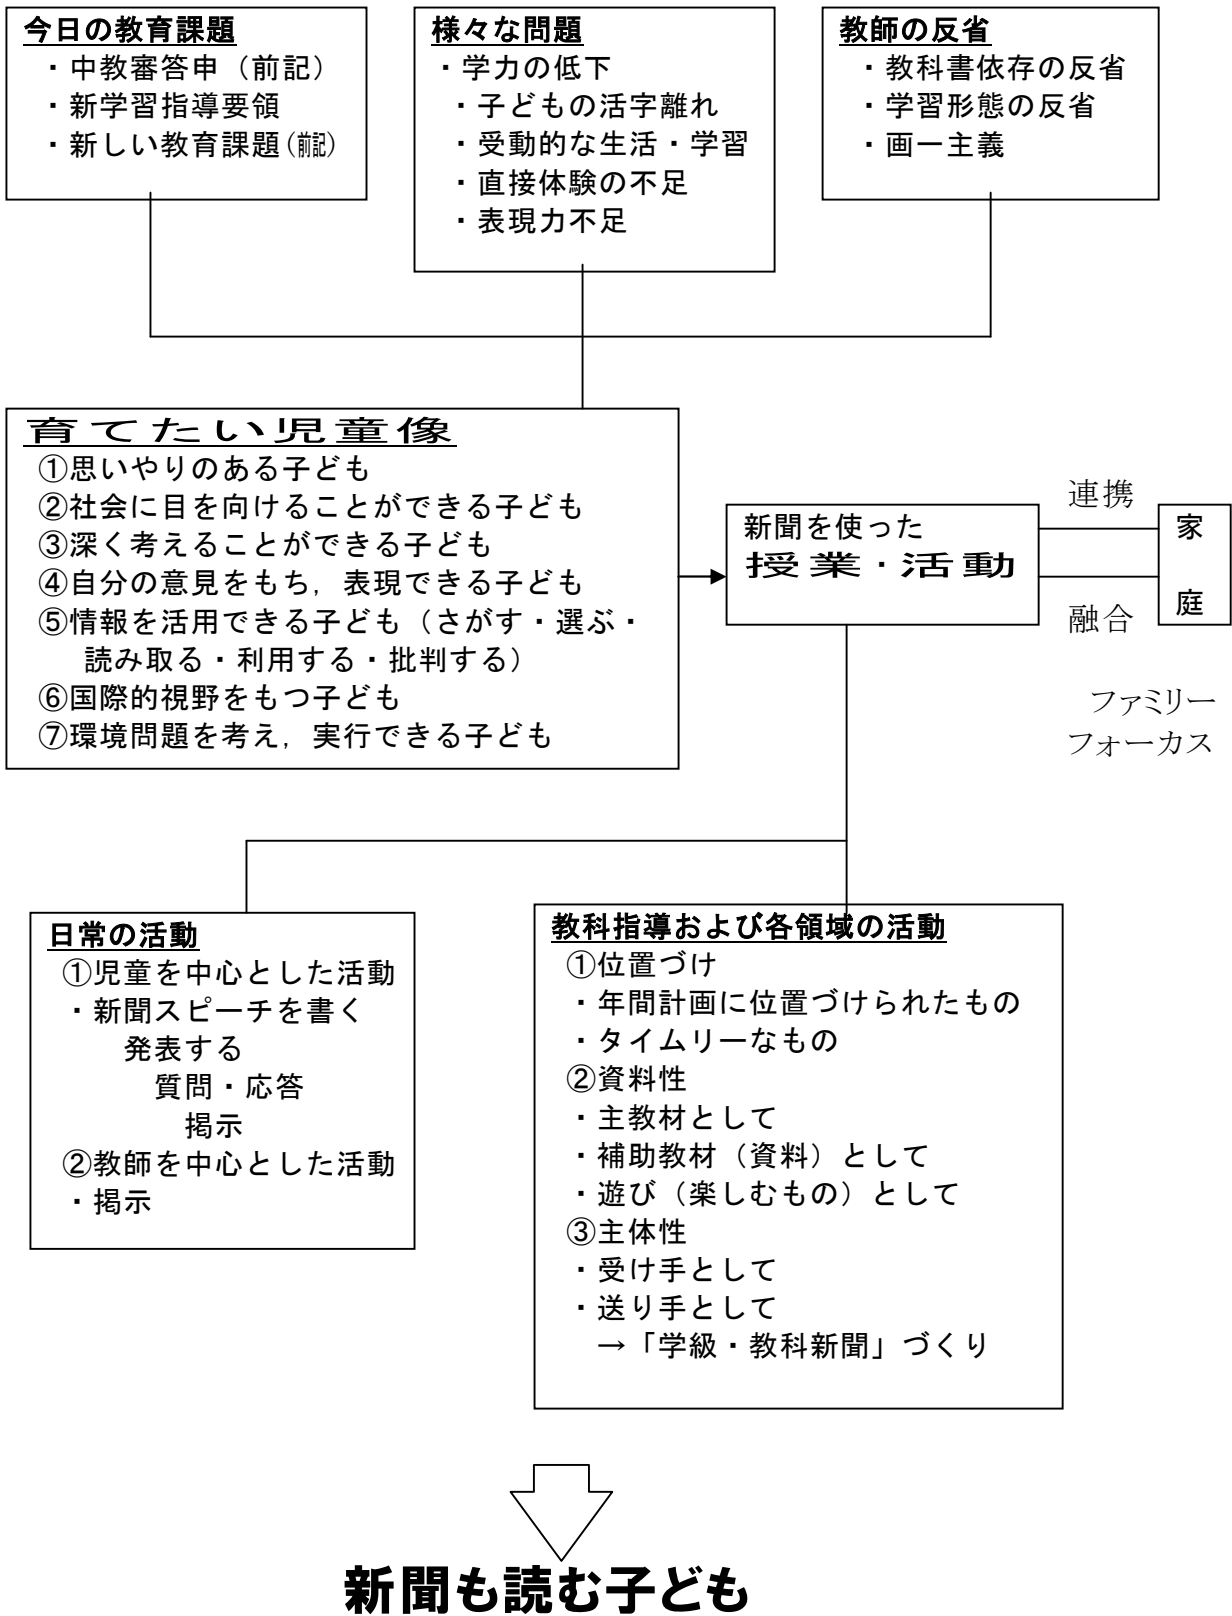 今日の教育課題
・中教審答申（前記）
・新学習指導要領
・新しい教育課題(前記)
様々な問題
・学力の低下
・子どもの活字離れ
・受動的な生活・学習
・直接体験の不足
・表現力不足
教師の反省
・教科書依存の反省
・学習形態の反省
・画一主義
育てたい児童像
①思いやりのある子ども
②社会に目を向けることができる子ども
③深く考えることができる子ども
④自分の意見をもち，表現できる子ども
⑤情報を活用できる子ども（さがす・選ぶ・
読み取る・利用する・批判する）
⑥国際的視野をもつ子ども
⑦環境問題を考え，実行できる子ども
新聞を使った
授業・活動
連携
融合
家
庭
ファミリー
フォーカス
日常の活動
①児童を中心とした活動
・新聞スピーチを書く
発表する
質問・応答
掲示
②教師を中心とした活動
・掲示
教科指導および各領域の活動
①位置づけ
・年間計画に位置づけられたもの
・タイムリーなもの
②資料性
・主教材として
・補助教材（資料）として
・遊び（楽しむもの）として
③主体性
・受け手として
・送り手として
→「学級・教科新聞」づくり
新聞も読む子ども